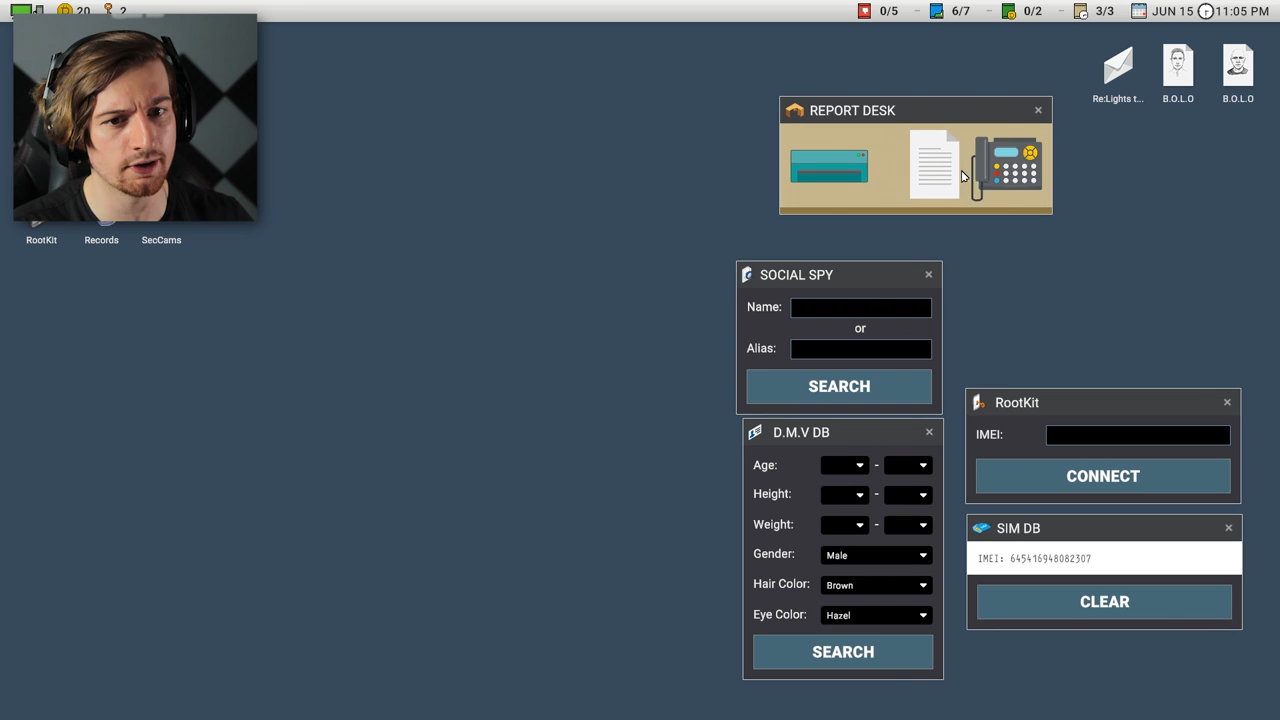 20
2
0/5
-
6/7
-
0/2
-
3/3
JUN 15
11:05 PM
Re:Lights t...
B.O.L.O
B.O.L.O
REPORT DESK
RootKit
Records
SecCams
SOCIAL SPY
Name:
or
Alias:
SEARCH
D.M.V DB
Age:
-
Height:
-
Weight:
-
Gender:
Male
Hair Color:
Brown
Eye Color:
Hazel
SEARCH
RootKit
IMEI:
CONNECT
SIM DB
IMEI: 645416948082307
CLEAR